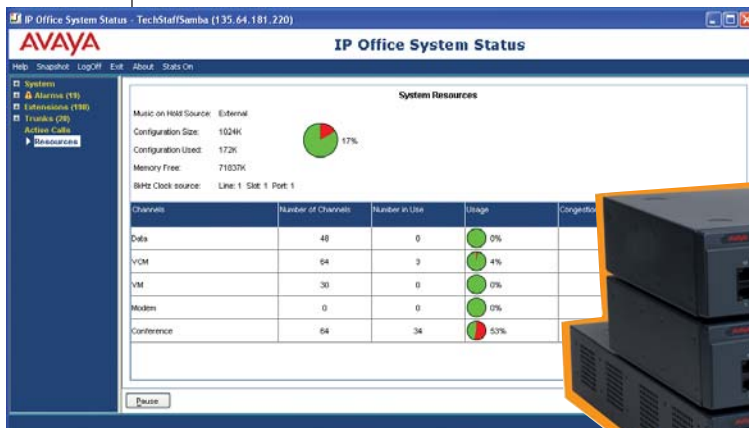 IP Office System Status - TechStaffSamba (135.64.181.220)
AVAYA
IP Office System Status
Help Snapshot LogOff Exit About Stats On
System
Alarms (19)
Extensions (198)
Trunks (28)
Active Calls
Resources
System Resources
Music on Hold Source: External
Configuration Size: 1024K
17%
Configuration Used: 172K
Memory Free: 71837K
8kHz Clock source: Line: 1 Slot: 1 Port: 1
Channels Number of Channels Number in Use Usage Congestion
Data 48 0 0%
VCM 64 3 4%
VM 30 0 0%
Modem 0 0 0%
Conference 64 34 53%
Pause